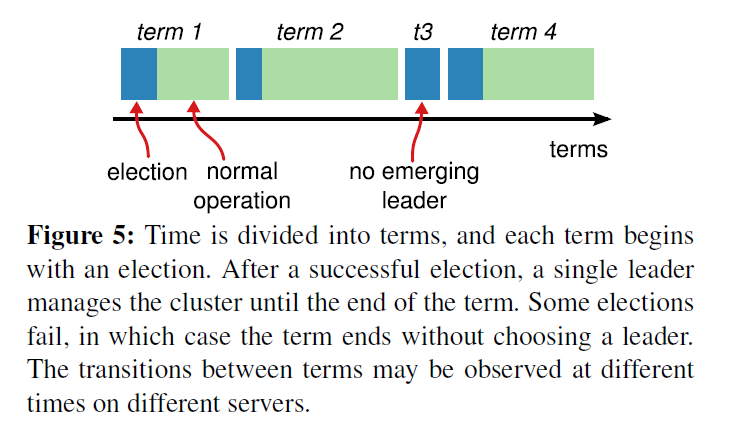 term 1 term 2 t3 term 4
terms
election normal operation no emerging leader
Figure 5: Time is divided into terms, and each term begins
with an election. After a successful election, a single leader
manages the cluster until the end of the term. Some elections
fail, in which case the term ends without choosing a leader.
The transitions between terms may be observed at different
times on different servers.